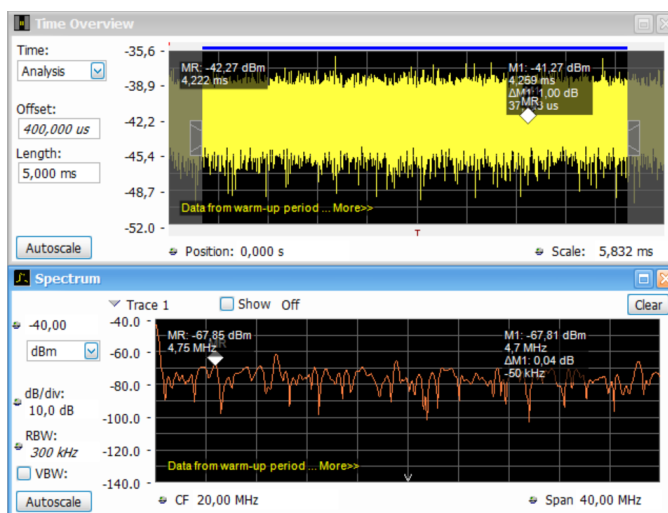 Time Overview
Time:
Analysis
Offset:
400,000 us
Length:
5,000 ms
Autoscale
-35,6
-38,9
-42,2
-45,4
-48,7
-52.0
MR: -42,27 dBm
4,222 ms
M1: -41,27 dBm
4,269 ms
ΔM1: 1,00 dB
MR
Data from warm-up period ... More>>
T
Position: 0,000 s
Scale: 5,832 ms
Spectrum
Trace 1
Show Off
Clear
-40,00
dBm
dB/div:
10,0 dB
RBW:
300 kHz
VBW:
Autoscale
-40.0
-60.0
-80.0
-100.0
-120.0
-140.0
MR: -67,85 dBm
4,75 MHz
M1: -67,81 dBm
4,7 MHz
ΔM1: 0,04 dB
-50 kHz
Data from warm-up period ... More>>
CF 20,00 MHz
Span 40,00 MHz